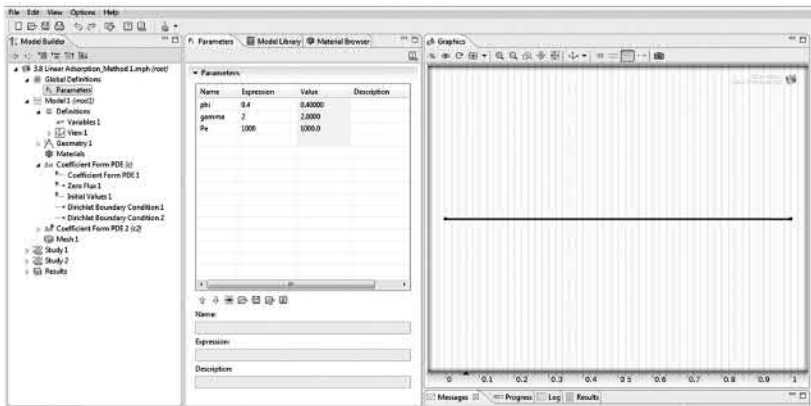 File Edit View Options Help
Model Builder
3.8 Linear Adsorption_Method 1.mph (root)
Global Definitions
Parameters
Model 1 (mod1)
Definitions
Variables 1
View 1
Geometry 1
Materials
Coefficient Form PDE (c)
Coefficient Form PDE 1
Zero Flux 1
Initial Values 1
Dirichlet Boundary Condition 1
Dirichlet Boundary Condition 2
Coefficient Form PDE 2 (c2)
Mesh 1
Study 1
Study 2
Results
Parameters Model Library Material Browser
Parameters
Name Expression Value Description
phi 0.4 0.40000
gamma 2 2.0000
Pe 1000 1000.0
Name:
Expression:
Description:
Graphics
0 0.1 0.2 0.3 0.4 0.5 0.6 0.7 0.8 0.9 1
Messages Progress Log Results